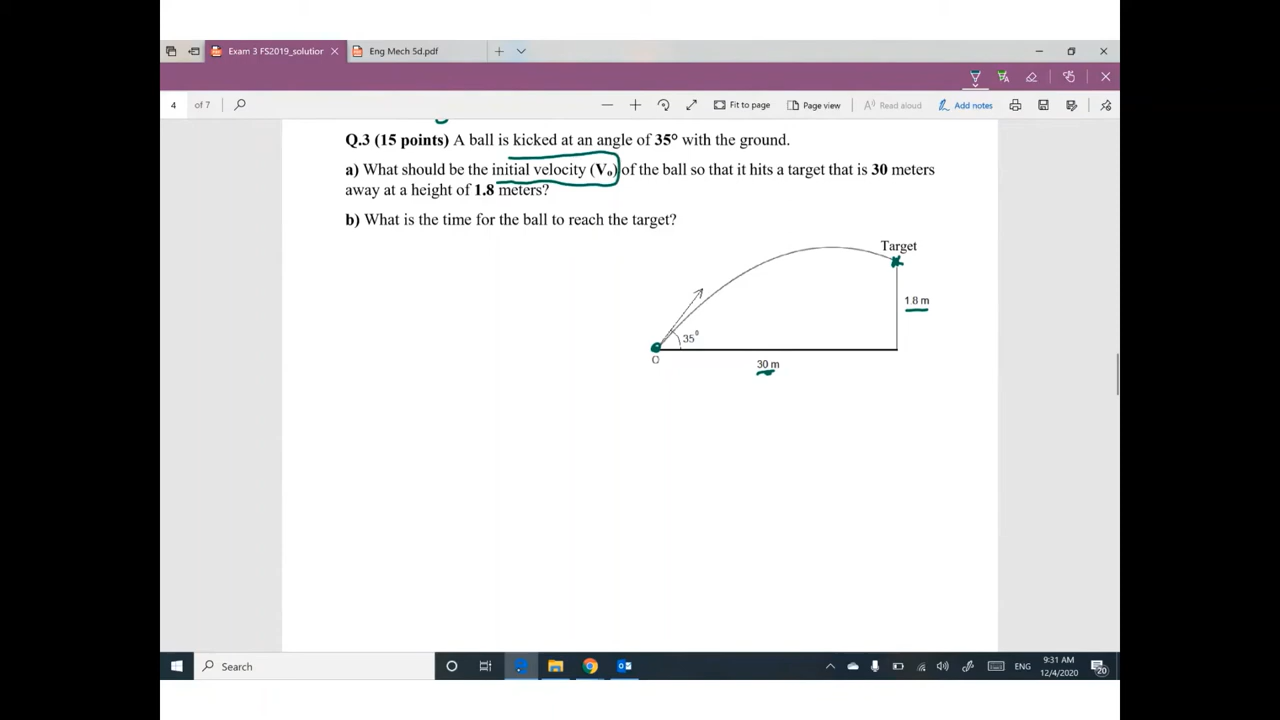 Exam 3 FS2019_solutior
Eng Mech 5d.pdf
4 of 7
Fit to page
Page view
Read aloud
Add notes
Q.3 (15 points) A ball is kicked at an angle of 35° with the ground.
a) What should be the initial velocity (Vo) of the ball so that it hits a target that is 30 meters
away at a height of 1.8 meters?
b) What is the time for the ball to reach the target?
Target
1.8 m
35°
O
30 m
Search
ENG
9:31 AM
12/4/2020
20